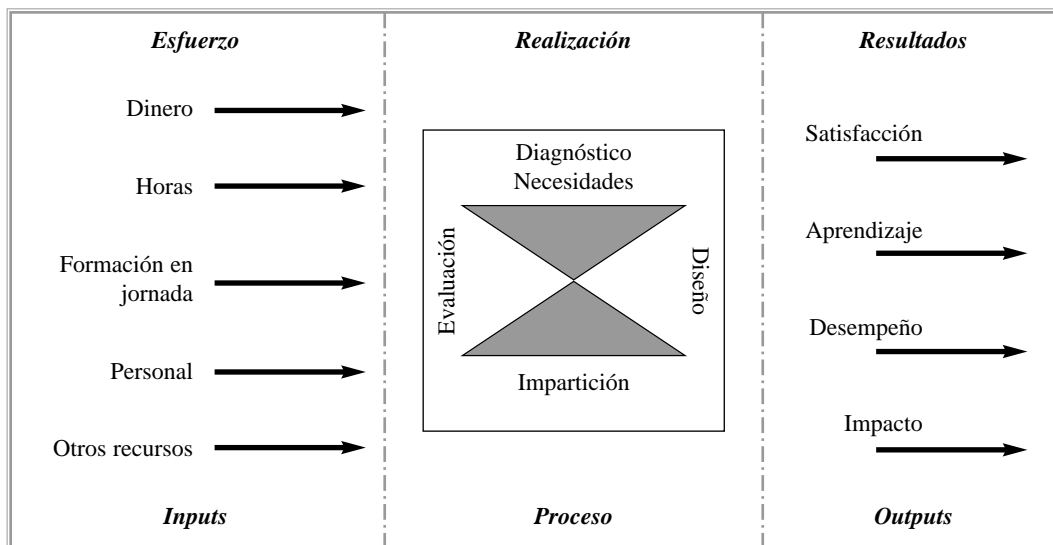 Esfuerzo
Dinero
Horas
Formación en
jornada
Personal
Otros recursos
Inputs
Realización
Diagnóstico
Necesidades
Evaluación
Diseño
Impartición
Proceso
Resultados
Satisfacción
Aprendizaje
Desempeño
Impacto
Outputs